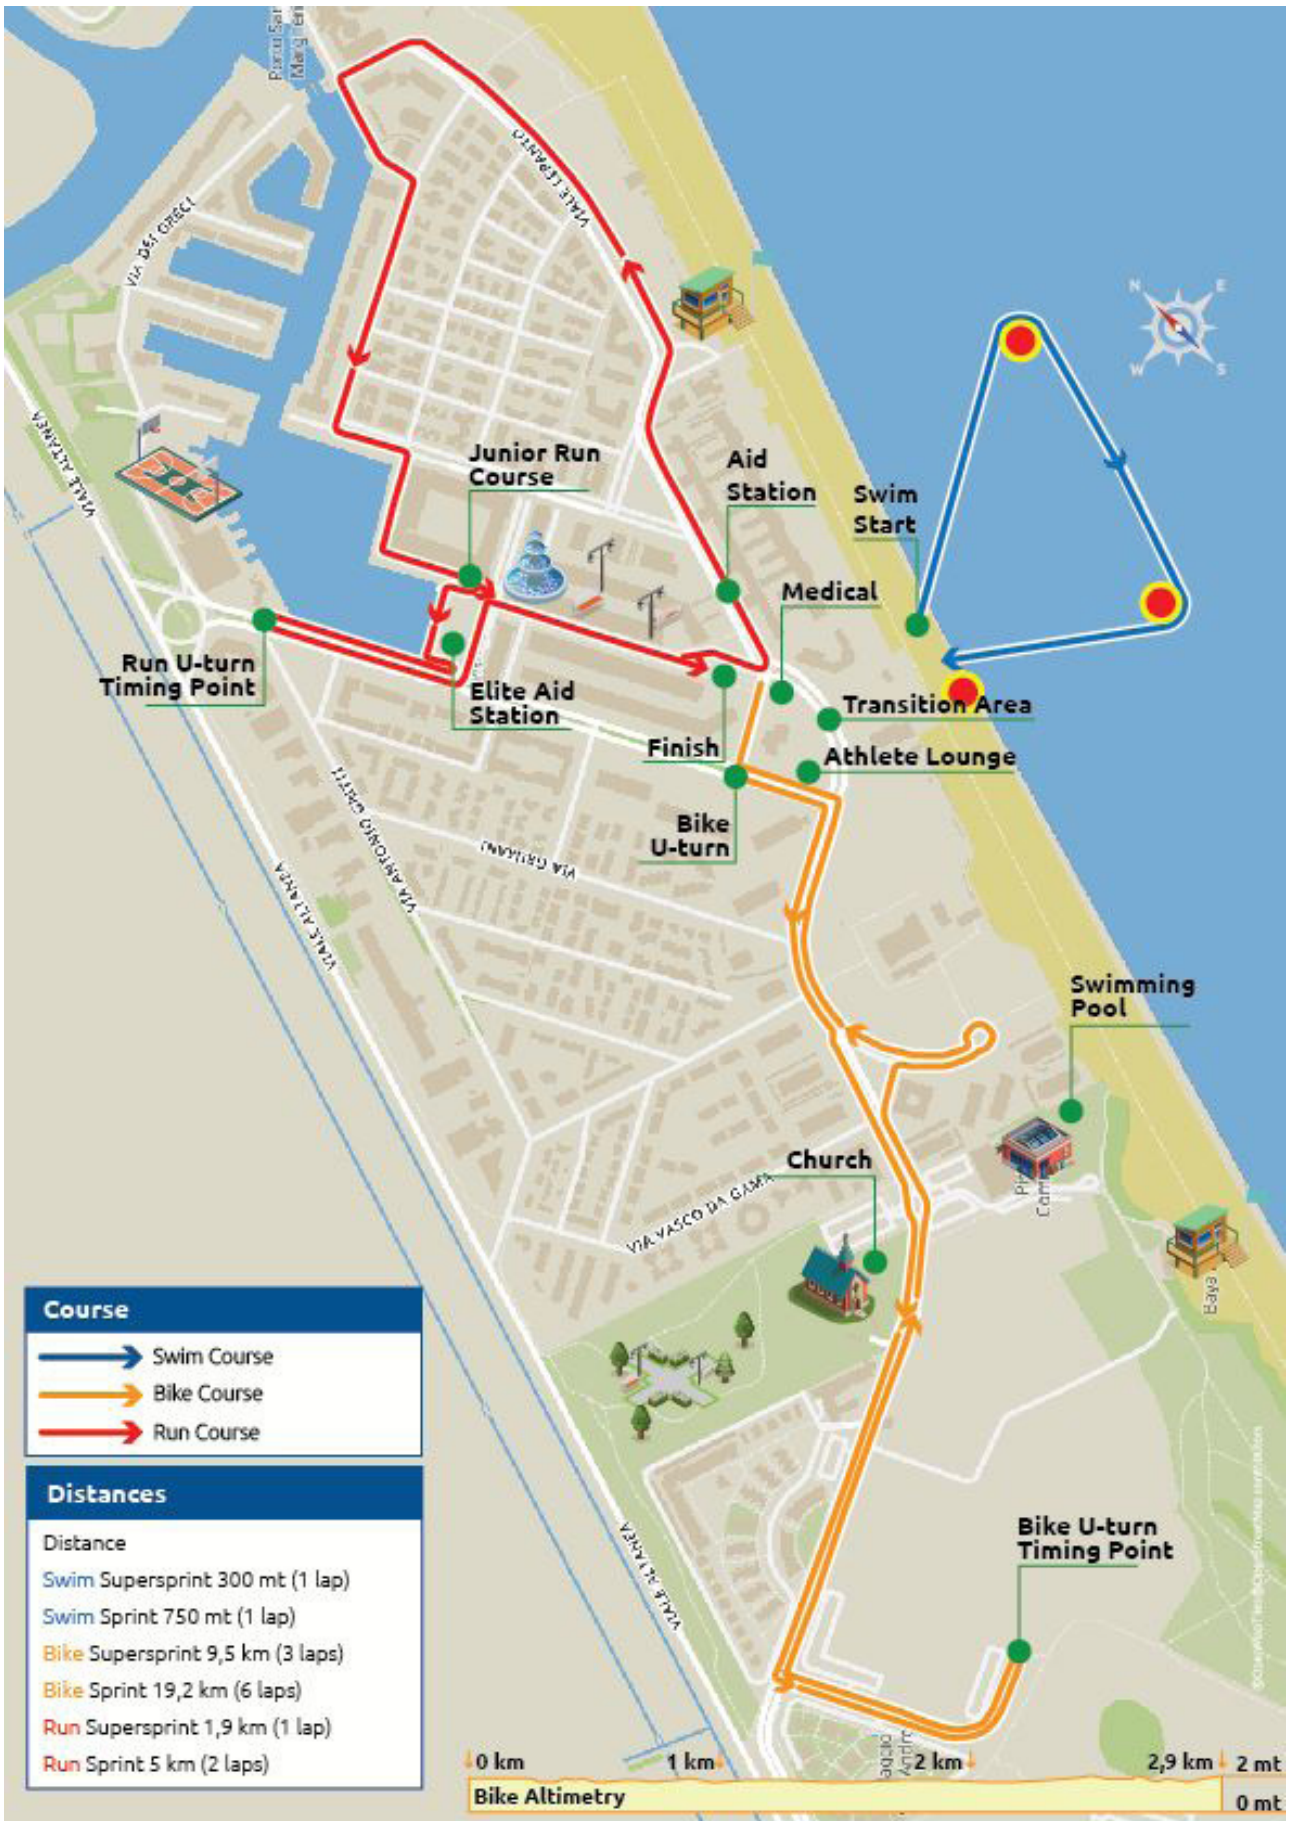 VIALE LEPANTO
VIA DEI GRECI
N
E
W
S
VIALE ALTANEA
Junior Run
Course
Aid
Station
Swim
Start
Medical
Run U-turn
Timing Point
Elite Aid
Station
Transition Area
Finish
Athlete Lounge
Bike
U-turn
VIA ANTONIO GRITTI
VIA GRIMANI
VIALE ALTANEA
Swimming
Pool
Church
VIA VASCO DA GAMA
Baya
Course
Swim Course
Bike Course
Run Course
Distances
Distance
Swim Supersprint 300 mt (1 lap)
Swim Sprint 750 mt (1 lap)
Bike Supersprint 9,5 km (3 laps)
Bike Sprint 19,2 km (6 laps)
Run Supersprint 1,9 km (1 lap)
Run Sprint 5 km (2 laps)
VIALE ALTANEA
Bike U-turn
Timing Point
0 km
1 km
2 km
2,9 km
2 mt
Bike Altimetry
0 mt